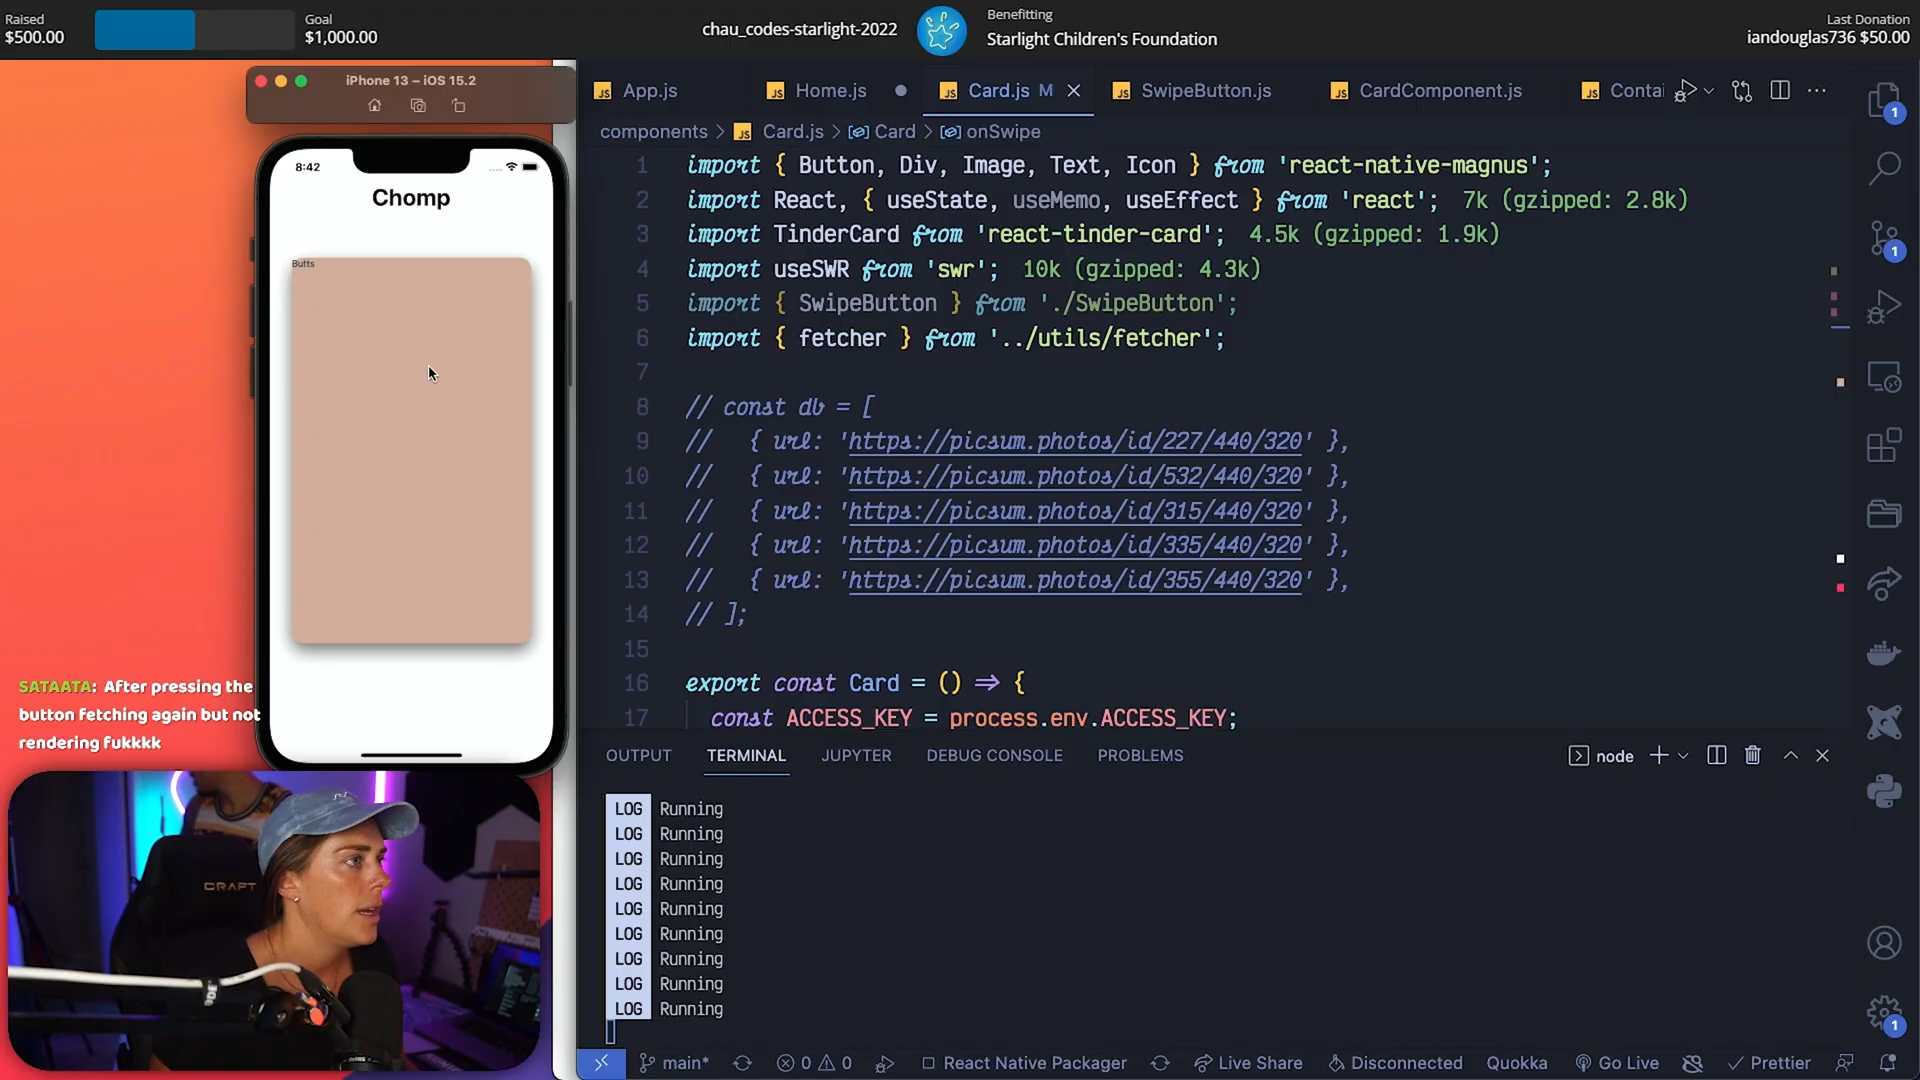 Raised
$500.00
Goal
$1,000.00
chau_codes-starlight-2022
Benefitting
Starlight Children's Foundation
Last Donation
iandouglas736 $50.00
iPhone 13 – iOS 15.2
8:42
Chomp
Butts
SATAATA: After pressing the
button fetching again but not
rendering fukkkk
CRAFT
JS App.js
JS Home.js
JS Card.js M
JS SwipeButton.js
JS CardComponent.js
JS Contai
components > JS Card.js > Card > onSwipe
1 import { Button, Div, Image, Text, Icon } from 'react-native-magnus';
2 import React, { useState, useMemo, useEffect } from 'react'; 7k (gzipped: 2.8k)
3 import TinderCard from 'react-tinder-card'; 4.5k (gzipped: 1.9k)
4 import useSWR from 'swr'; 10k (gzipped: 4.3k)
5 import { SwipeButton } from './SwipeButton';
6 import { fetcher } from '../utils/fetcher';
7
8 // const db = [
9 // { url: 'https://picsum.photos/id/227/440/320' },
10 // { url: 'https://picsum.photos/id/532/440/320' },
11 // { url: 'https://picsum.photos/id/315/440/320' },
12 // { url: 'https://picsum.photos/id/335/440/320' },
13 // { url: 'https://picsum.photos/id/355/440/320' },
14 // ];
15
16 export const Card = () => {
17 const ACCESS_KEY = process.env.ACCESS_KEY;
OUTPUT TERMINAL JUPYTER DEBUG CONSOLE PROBLEMS
node
LOG Running
LOG Running
LOG Running
LOG Running
LOG Running
LOG Running
LOG Running
LOG Running
LOG Running
main* 0 0 React Native Packager Live Share Disconnected Quokka Go Live Prettier
1
1
1